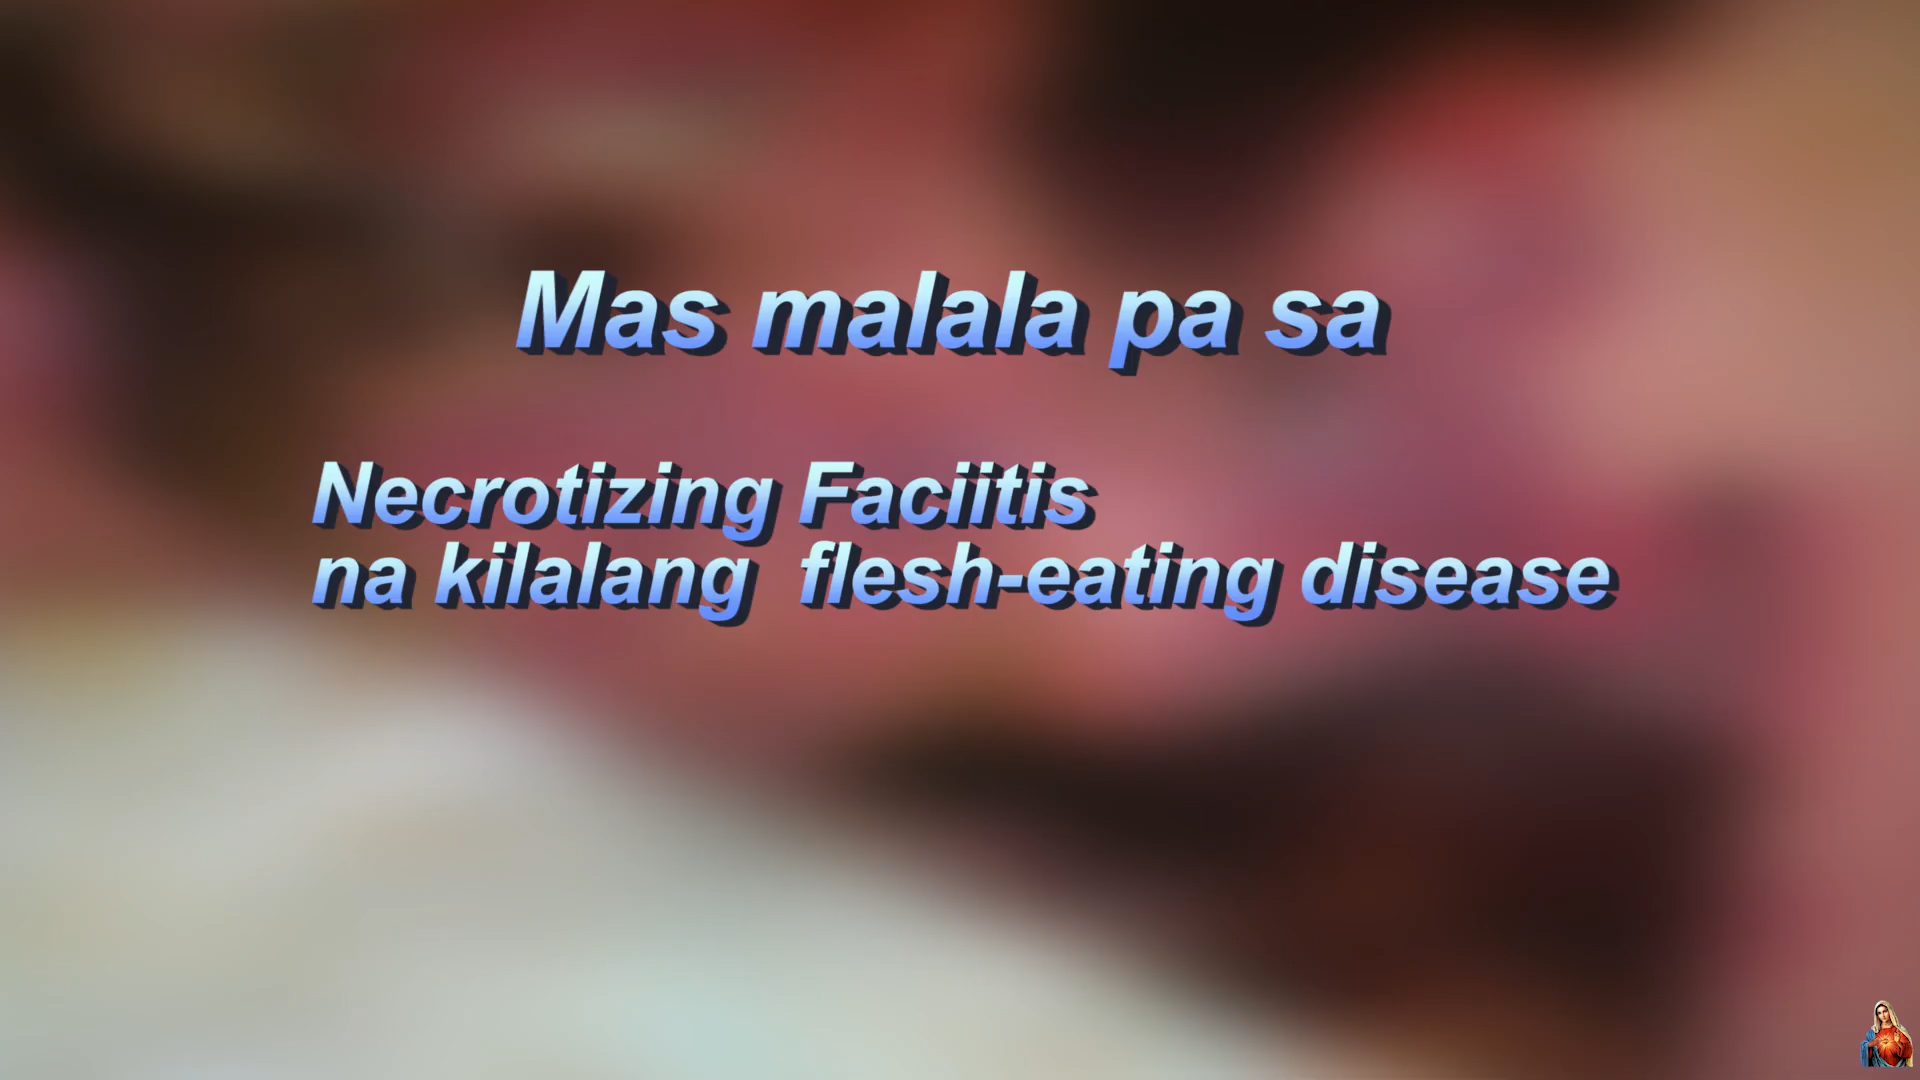 Mas malala pa sa
Necrotizing Faciitis
na kilalang flesh-eating disease